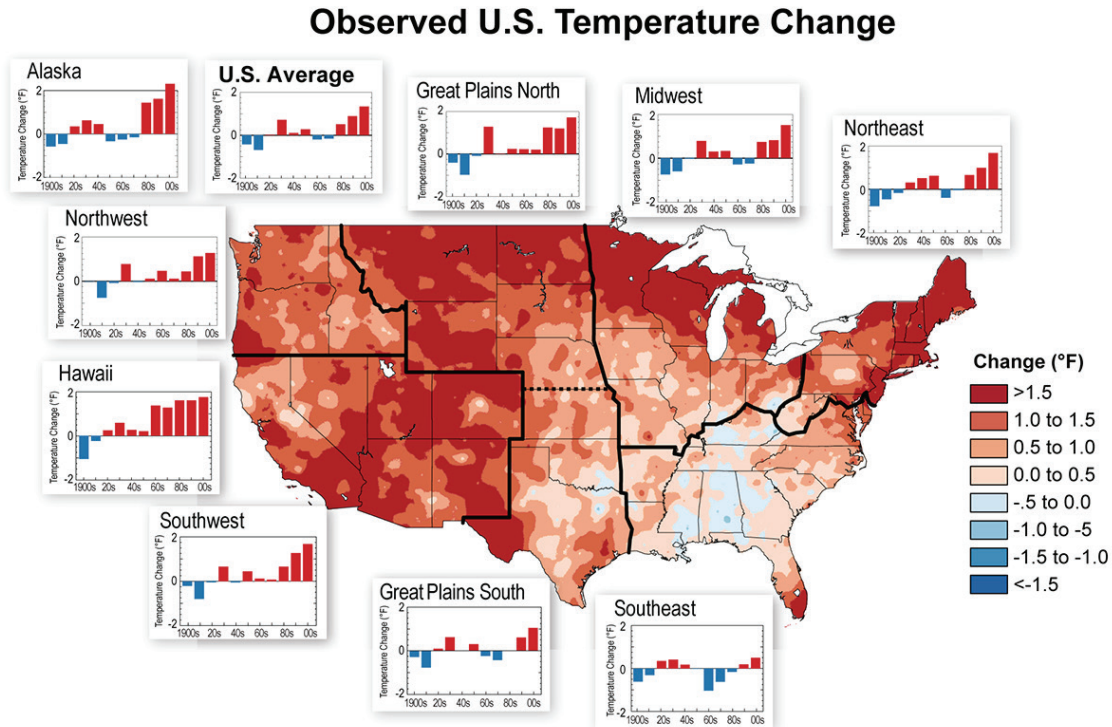 Observed U.S. Temperature Change
Alaska
Temperature Change (°F)
2
0
-2
1900s 20s 40s 60s 80s 00s
U.S. Average
Temperature Change (°F)
2
0
-2
1900s 20s 40s 60s 80s 00s
Great Plains North
Temperature Change (°F)
2
0
-2
1900s 20s 40s 60s 80s 00s
Midwest
Temperature Change (°F)
2
0
-2
1900s 20s 40s 60s 80s 00s
Northeast
Temperature Change (°F)
2
0
-2
1900s 20s 40s 60s 80s 00s
Northwest
Temperature Change (°F)
2
0
-2
1900s 20s 40s 60s 80s 00s
Hawaii
Temperature Change (°F)
2
0
-2
1900s 20s 40s 60s 80s 00s
Southwest
Temperature Change (°F)
2
0
-2
1900s 20s 40s 60s 80s 00s
Great Plains South
Temperature Change (°F)
2
0
-2
1900s 20s 40s 60s 80s 00s
Southeast
Temperature Change (°F)
2
0
-2
1900s 20s 40s 60s 80s 00s
Change (°F)
>1.5
1.0 to 1.5
0.5 to 1.0
0.0 to 0.5
-.5 to 0.0
-1.0 to -5
-1.5 to -1.0
<-1.5